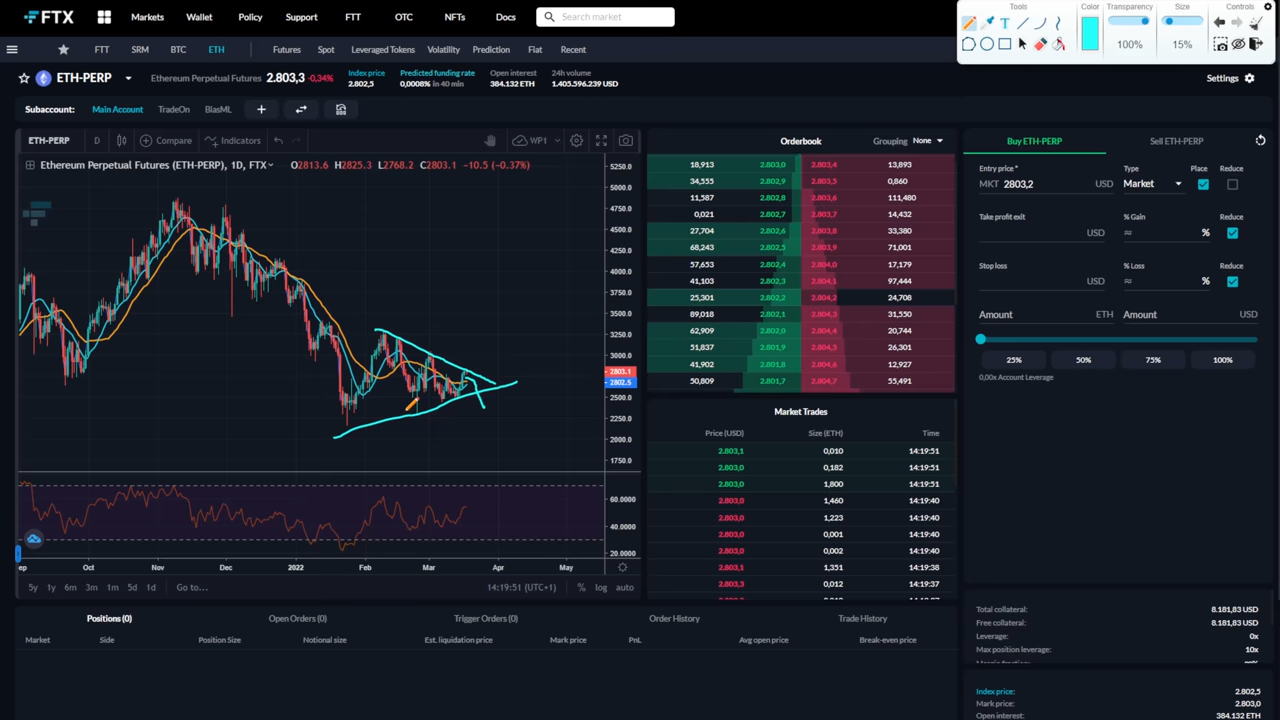 FTX Markets Wallet Policy Support FTT OTC NFTs Docs Search market
Tools Color Transparency Size Controls
100% 15%
FTT SRM BTC ETH Futures Spot Leveraged Tokens Volatility Prediction Fiat Recent
ETH-PERP Ethereum Perpetual Futures 2.803,3 -0,34%
Index price 2.802,5
Predicted funding rate 0,0008% in 40 min
Open interest 384.132 ETH
24h volume 1.405.596.239 USD
Settings
Subaccount: Main Account TradeOn BlasML
ETH-PERP D Compare Indicators WP1
Ethereum Perpetual Futures (ETH-PERP), 1D, FTX O2813.6 H2825.3 L2768.2 C2803.1 -10.5 (-0.37%)
5250.0
5000.0
4750.0
4500.0
4250.0
4000.0
3750.0
3500.0
3250.0
3000.0
2803.1
2802.5
2500.0
2250.0
2000.0
1750.0
60.0000
40.0000
20.0000
Oct Nov Dec 2022 Feb Mar Apr May
5y 1y 6m 3m 1m 5d 1d Go to... 14:19:51 (UTC+1) % log auto
Orderbook Grouping None
18,913 2.803,0 2.803,4 13,893
34,555 2.802,9 2.803,5 0,860
11,587 2.802,8 2.803,6 111,480
0,021 2.802,7 2.803,7 14,432
27,704 2.802,6 2.803,8 33,380
68,243 2.802,5 2.803,9 71,001
57,653 2.802,4 2.804,0 17,179
41,103 2.802,3 2.804,1 97,444
25,301 2.802,2 2.804,2 24,708
89,018 2.802,1 2.804,3 31,550
62,909 2.802,0 2.804,4 20,744
51,837 2.801,9 2.804,5 26,301
41,902 2.801,8 2.804,6 12,927
50,809 2.801,7 2.804,7 55,491
Market Trades
Price (USD) Size (ETH) Time
2.803,1 0,010 14:19:51
2.803,0 0,182 14:19:51
2.803,0 1,800 14:19:51
2.803,0 1,460 14:19:40
2.803,0 1,223 14:19:40
2.803,0 0,001 14:19:40
2.803,0 0,002 14:19:40
2.803,0 1,351 14:19:38
2.803,3 0,012 14:19:37
Buy ETH-PERP Sell ETH-PERP
Entry price* Type Place Reduce
MKT 2803,2 USD Market
Take profit exit % Gain Reduce
USD ≈ %
Stop loss % Loss Reduce
USD ≈ %
Amount ETH Amount USD
25% 50% 75% 100%
0,00x Account Leverage
Total collateral: 8.181,83 USD
Free collateral: 8.181,83 USD
Leverage: 0x
Max position leverage: 10x
Index price: 2.802,5
Mark price: 2.803,0
Open interest: 384.132 ETH
Positions (0) Open Orders (0) Trigger Orders (0) Order History Trade History
Market Side Position Size Notional size Est. liquidation price Mark price PnL Avg open price Break-even price